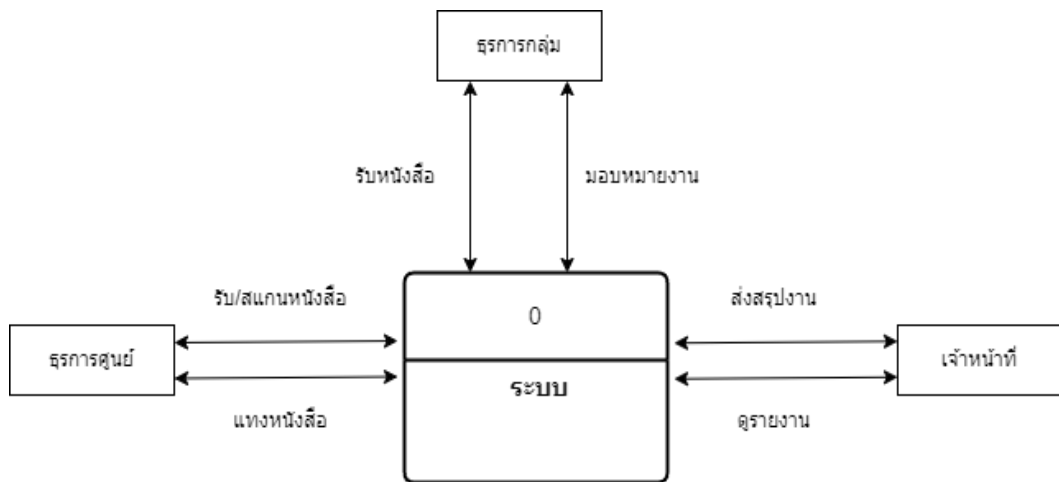 ธุรการกลุ่ม
รับหนังสือ
มอบหมายงาน
รับ/สแกนหนังสือ
0
ส่งสรุปงาน
ธุรการศูนย์
ระบบ
เจ้าหน้าที่
แทงหนังสือ
ดูรายงาน